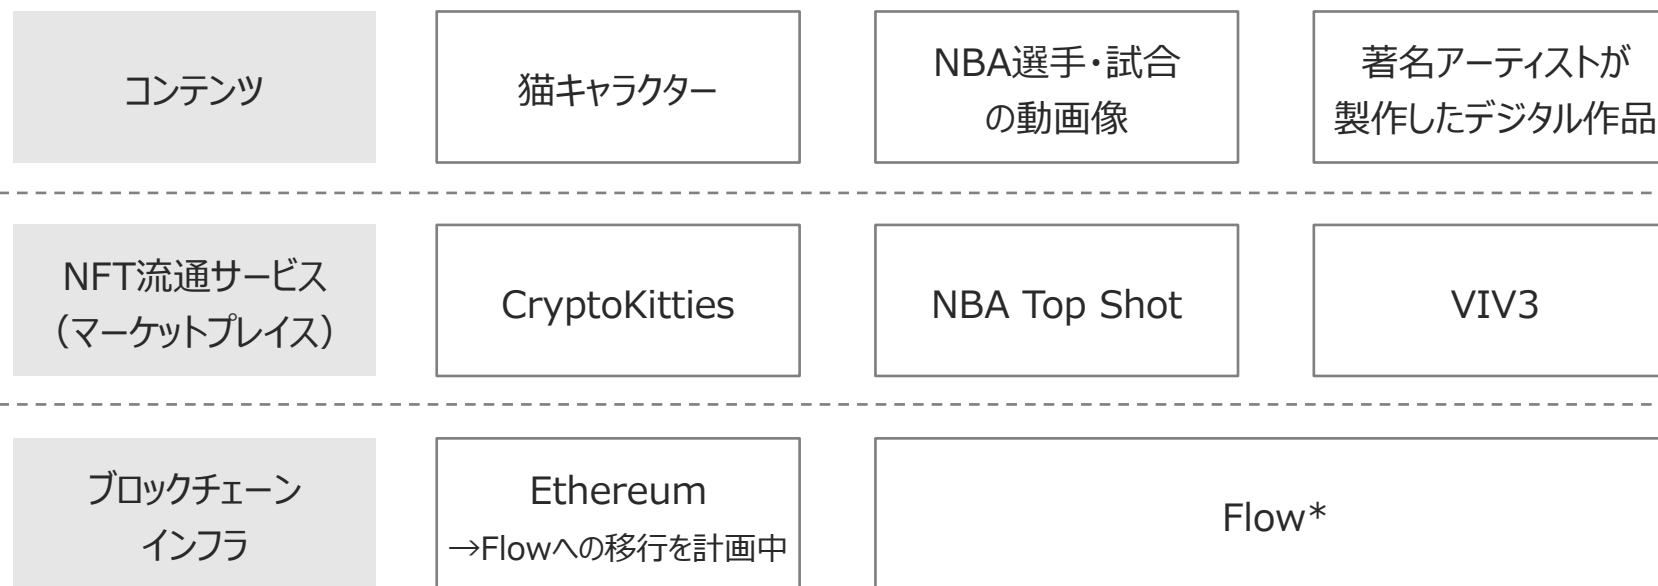 コンテンツ
猫キャラクター
NBA選手・試合
の動画像
著名アーティストが
製作したデジタル作品
NFT流通サービス
（マーケットプレイス）
CryptoKitties
NBA Top Shot
VIV3
ブロックチェーン
インフラ
Ethereum
→Flowへの移行を計画中
Flow*